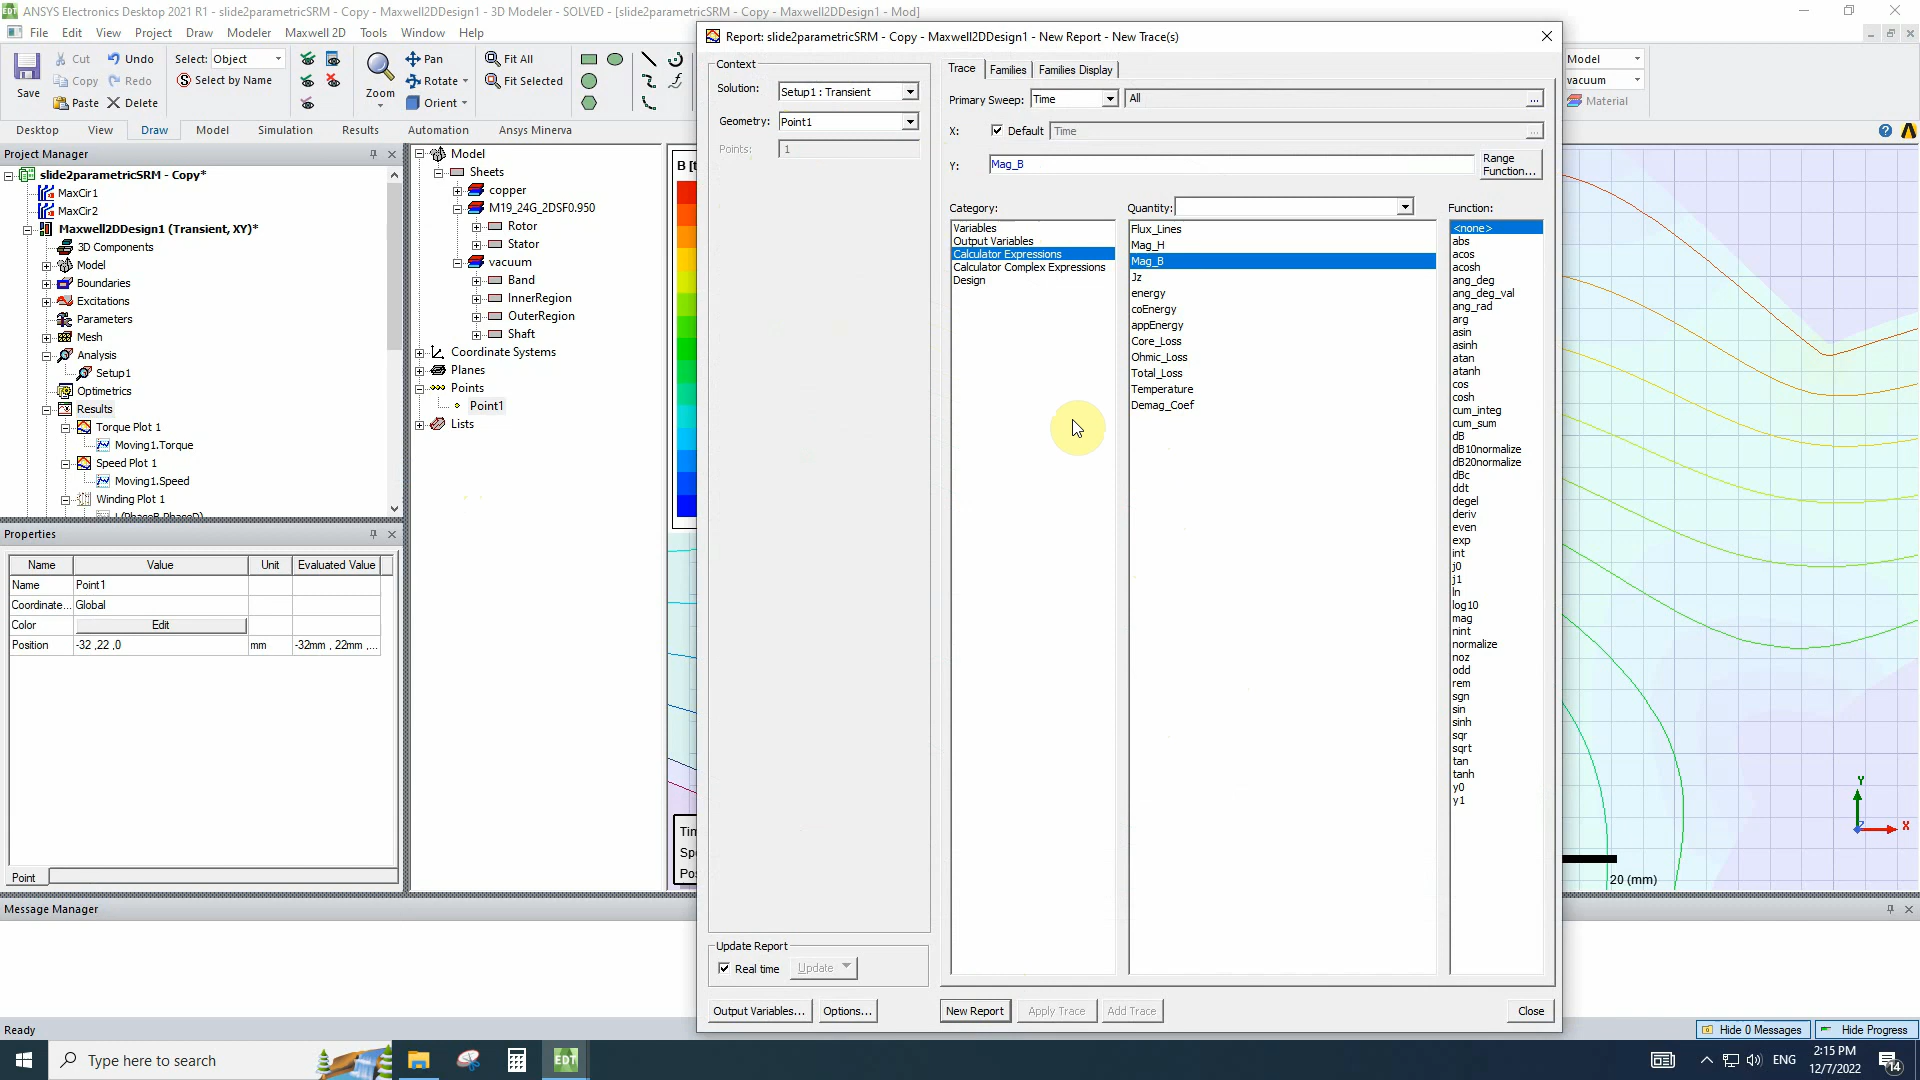 ANSYS Electronics Desktop 2021 R1 - slide2parametricSRM - Copy - Maxwell2DDesign1 - 3D Modeler - SOLVED - [slide2parametricSRM - Copy - Maxwell2DDesign1 - Mod]
File Edit View Project Draw Modeler Maxwell 2D Tools Window Help
Save
Cut
Copy
Paste
Undo
Redo
Delete
Select: Object
Select by Name
Zoom
Pan
Rotate
Orient
Fit All
Fit Selected
Model
vacuum
Material
Desktop View Draw Model Simulation Results Automation Ansys Minerva
Project Manager
slide2parametricSRM - Copy*
MaxCir1
MaxCir2
Maxwell2DDesign1 (Transient, XY)*
3D Components
Model
Boundaries
Excitations
Parameters
Mesh
Analysis
Setup1
Optimetrics
Results
Torque Plot 1
Moving1.Torque
Speed Plot 1
Moving1.Speed
Winding Plot 1
Properties
Name Value Unit Evaluated Value
Name Point1
Coordinate... Global
Color Edit
Position -32 ,22 ,0 mm -32mm , 22mm ,...
Point
Model
Sheets
copper
M19_24G_2DSF0.950
Rotor
Stator
vacuum
Band
InnerRegion
OuterRegion
Shaft
Coordinate Systems
Planes
Points
Point1
Lists
B [t
Tin
Spe
Pos
Report: slide2parametricSRM - Copy - Maxwell2DDesign1 - New Report - New Trace(s)
Context
Solution: Setup1 : Transient
Geometry: Point1
Points: 1
Update Report
Real time Update
Output Variables... Options...
Trace Families Families Display
Primary Sweep: Time All ...
X: Default Time ...
Y: Mag_B Range Function...
Category:
Variables
Output Variables
Calculator Expressions
Calculator Complex Expressions
Design
Quantity:
Flux_Lines
Mag_H
Mag_B
Jz
energy
coEnergy
appEnergy
Core_Loss
Ohmic_Loss
Total_Loss
Temperature
Demag_Coef
Function:
<none>
abs
acos
acosh
ang_deg
ang_deg_val
ang_rad
arg
asin
asinh
atan
atanh
cos
cosh
cum_integ
cum_sum
dB
dB10normalize
dB20normalize
dBc
ddt
degel
deriv
even
exp
int
j0
j1
ln
log10
mag
nint
normalize
noz
odd
rem
sgn
sin
sinh
sqr
sqrt
tan
tanh
y0
y1
New Report Apply Trace Add Trace Close
Y
Z
X
20 (mm)
Message Manager
Ready
Hide 0 Messages Hide Progress
Type here to search
EDT
ENG
2:15 PM
12/7/2022
14